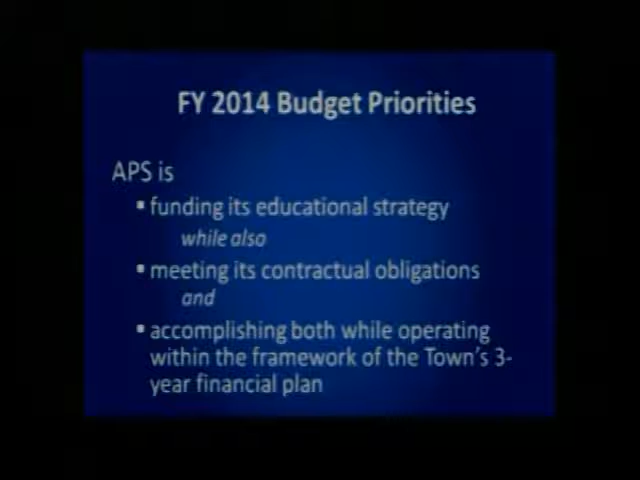 FY 2014 Budget Priorities
APS is
▪ funding its educational strategy
while also
▪ meeting its contractual obligations
and
▪ accomplishing both while operating
within the framework of the Town's 3-
year financial plan